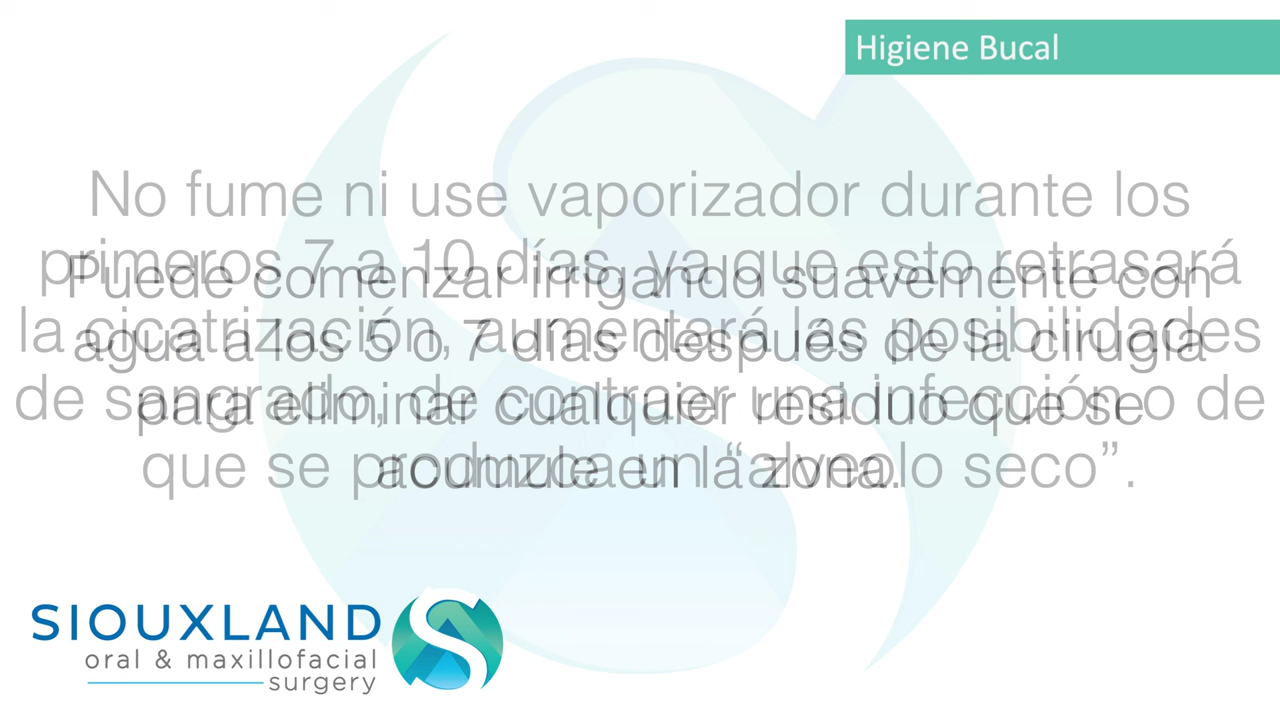 Higiene Bucal
No fume ni use vaporizador durante los
primeros 7 a 10 días, ya que esto retrasará
la cicatrización, aumenterá las posibilidades
de sangrado, de contraer una infección o de
que se produzca un “alveolo seco”.
Puede comenzar irrigando suavemente con
agua a los 5 o 7 días después de la cirugía
para eliminar cualquier residuo que se
acumule en la zona.
SIOUXLAND
oral & maxillofacial
surgery